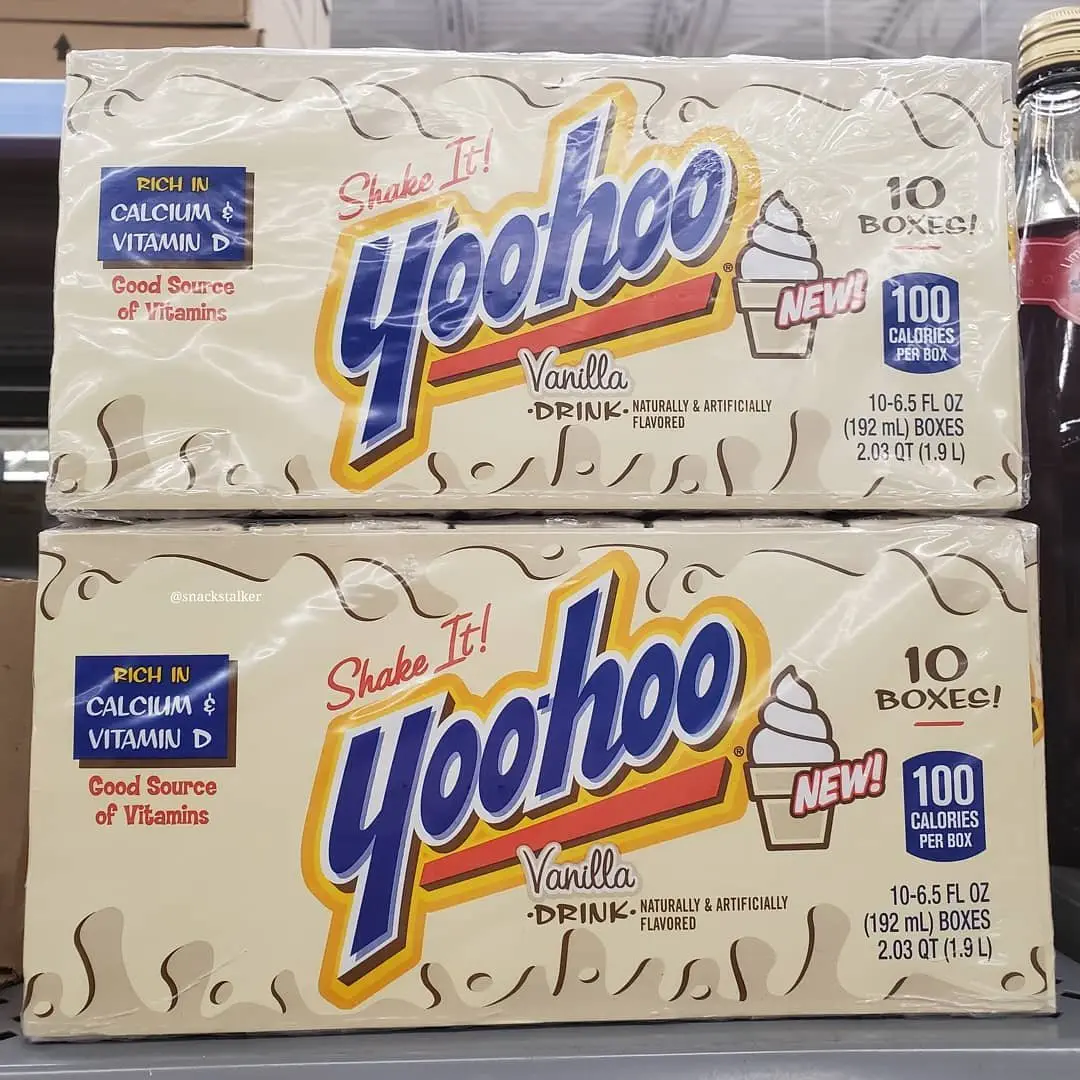 Shake It!
Yoo-hoo®
RICH IN
CALCIUM &
VITAMIN D
Good Source
of Vitamins
Vanilla
·DRINK·
NATURALLY & ARTIFICIALLY
FLAVORED
NEW!
10
BOXES!
100
CALORIES
PER BOX
10-6.5 FL OZ
(192 mL) BOXES
2.03 QT (1.9 L)
@snackstalker
Shake It!
Yoo-hoo®
RICH IN
CALCIUM &
VITAMIN D
Good Source
of Vitamins
Vanilla
·DRINK·
NATURALLY & ARTIFICIALLY
FLAVORED
NEW!
10
BOXES!
100
CALORIES
PER BOX
10-6.5 FL OZ
(192 mL) BOXES
2.03 QT (1.9 L)